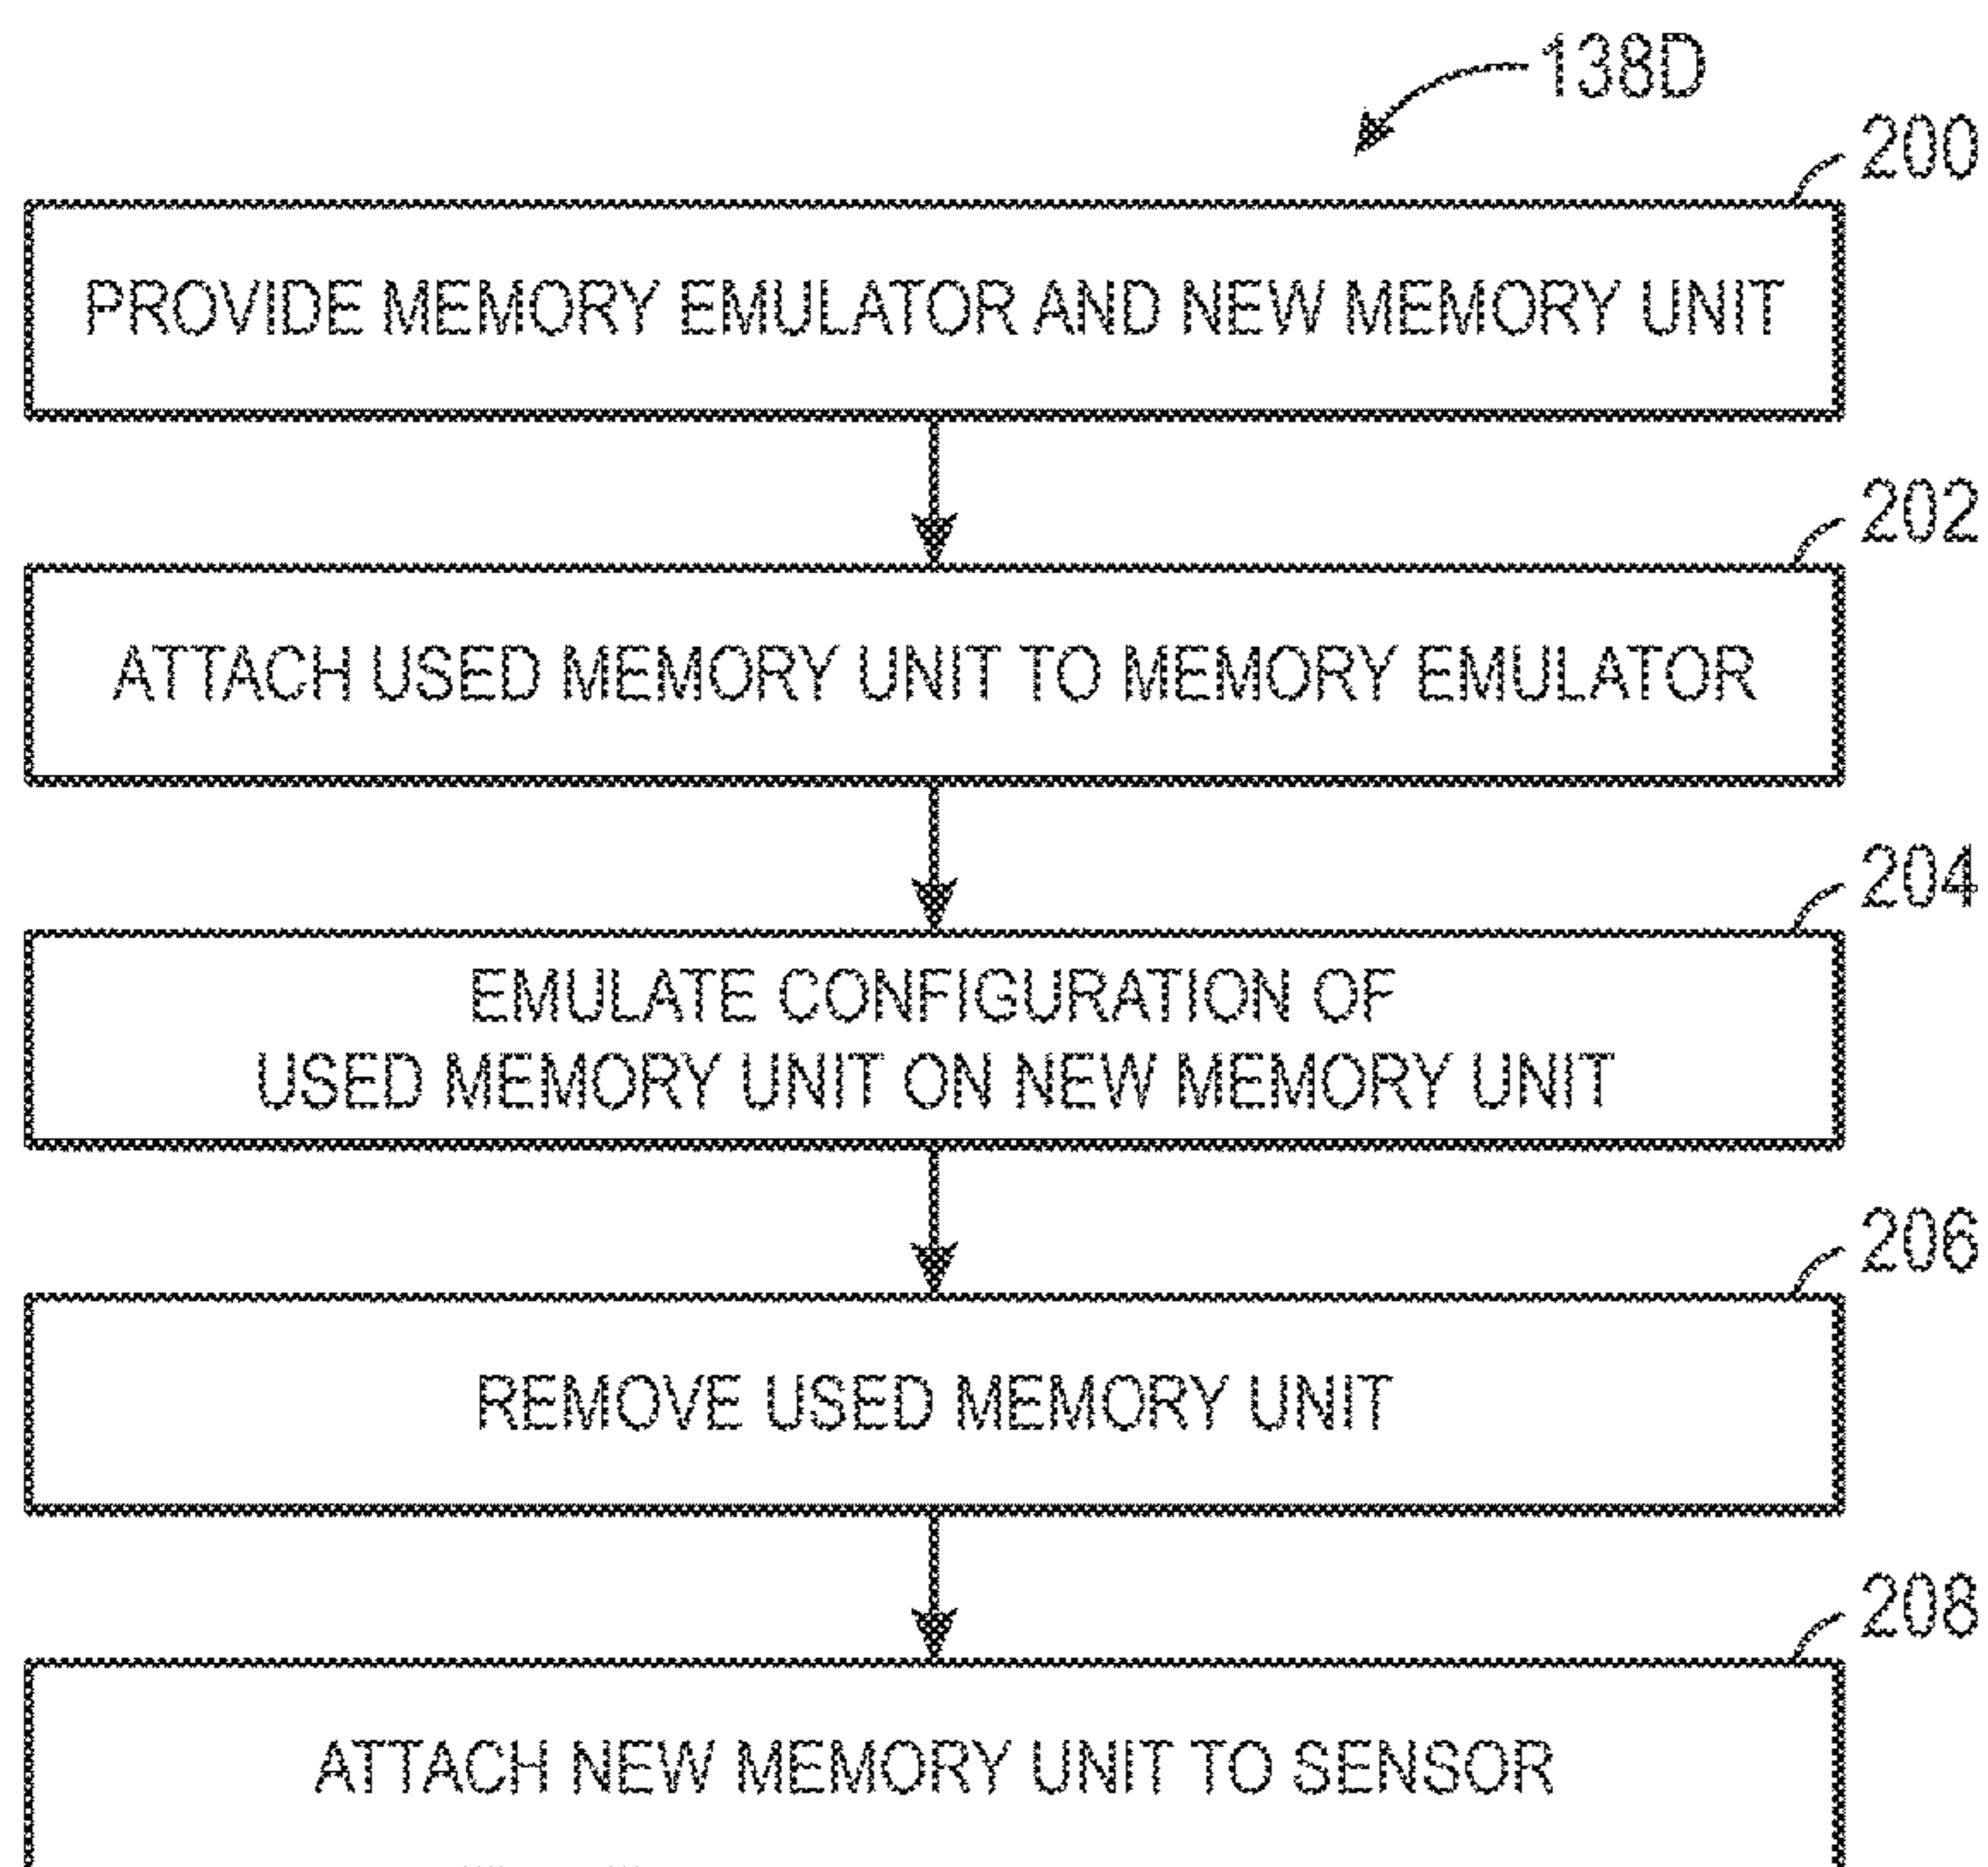 138D
200
PROVIDE MEMORY EMULATOR AND NEW MEMORY UNIT
202
ATTACH USED MEMORY UNIT TO MEMORY EMULATOR
204
EMULATE CONFIGURATION OF
USED MEMORY UNIT ON NEW MEMORY UNIT
206
REMOVE USED MEMORY UNIT
208
ATTACH NEW MEMORY UNIT TO SENSOR